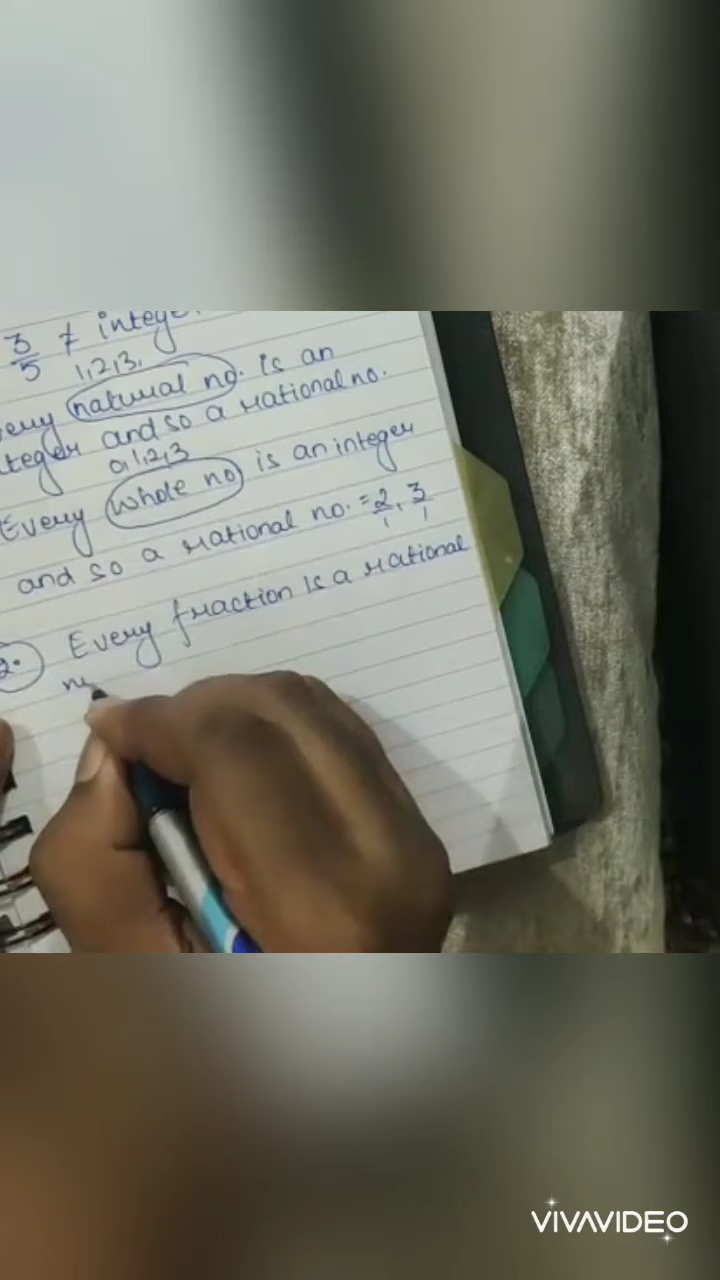 3/5 ≠ intege
1,2,3.
very natural no. is an
teger and so a rational no.
0,1,2,3
Every whole no is an integer
and so a rational no. = 2/1, 3/1
2. Every fraction is a rational
VIVAVIDEO